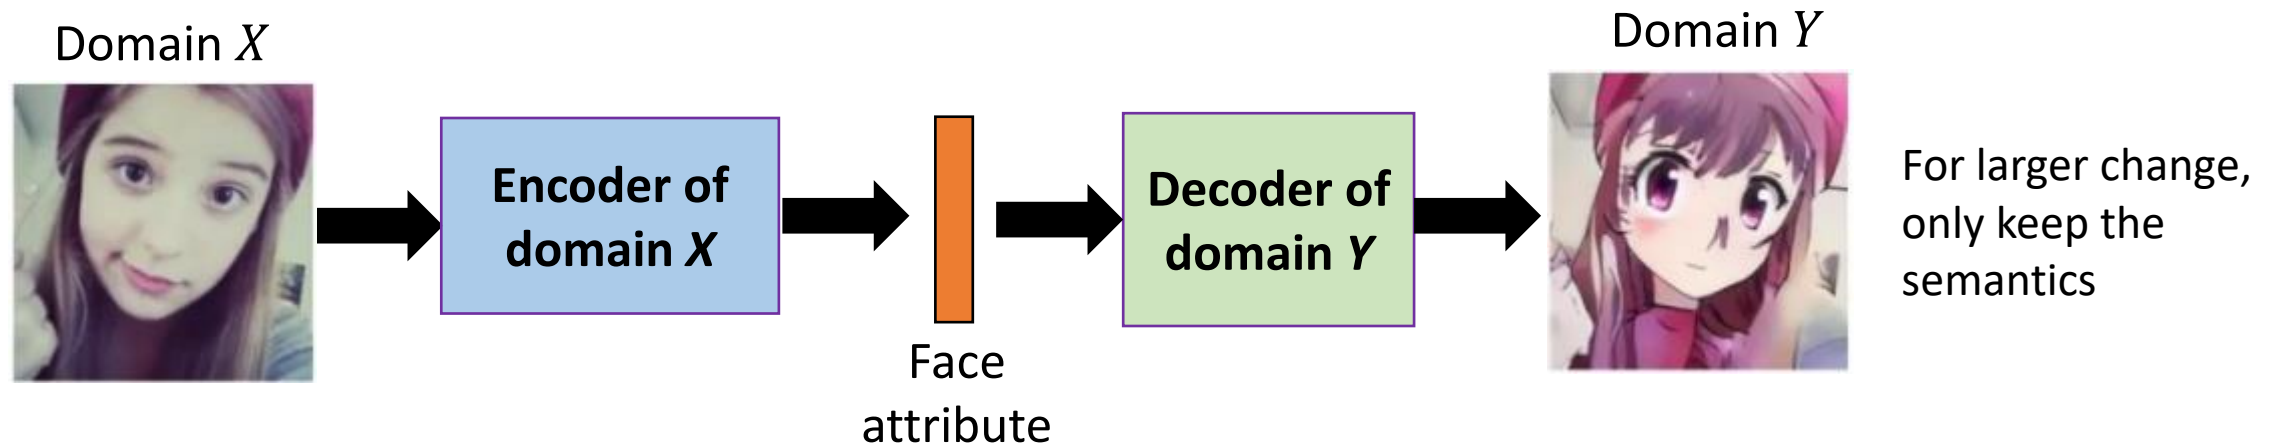 Domain X
Encoder of
domain X
Face
attribute
Decoder of
domain Y
Domain Y
For larger change,
only keep the
semantics